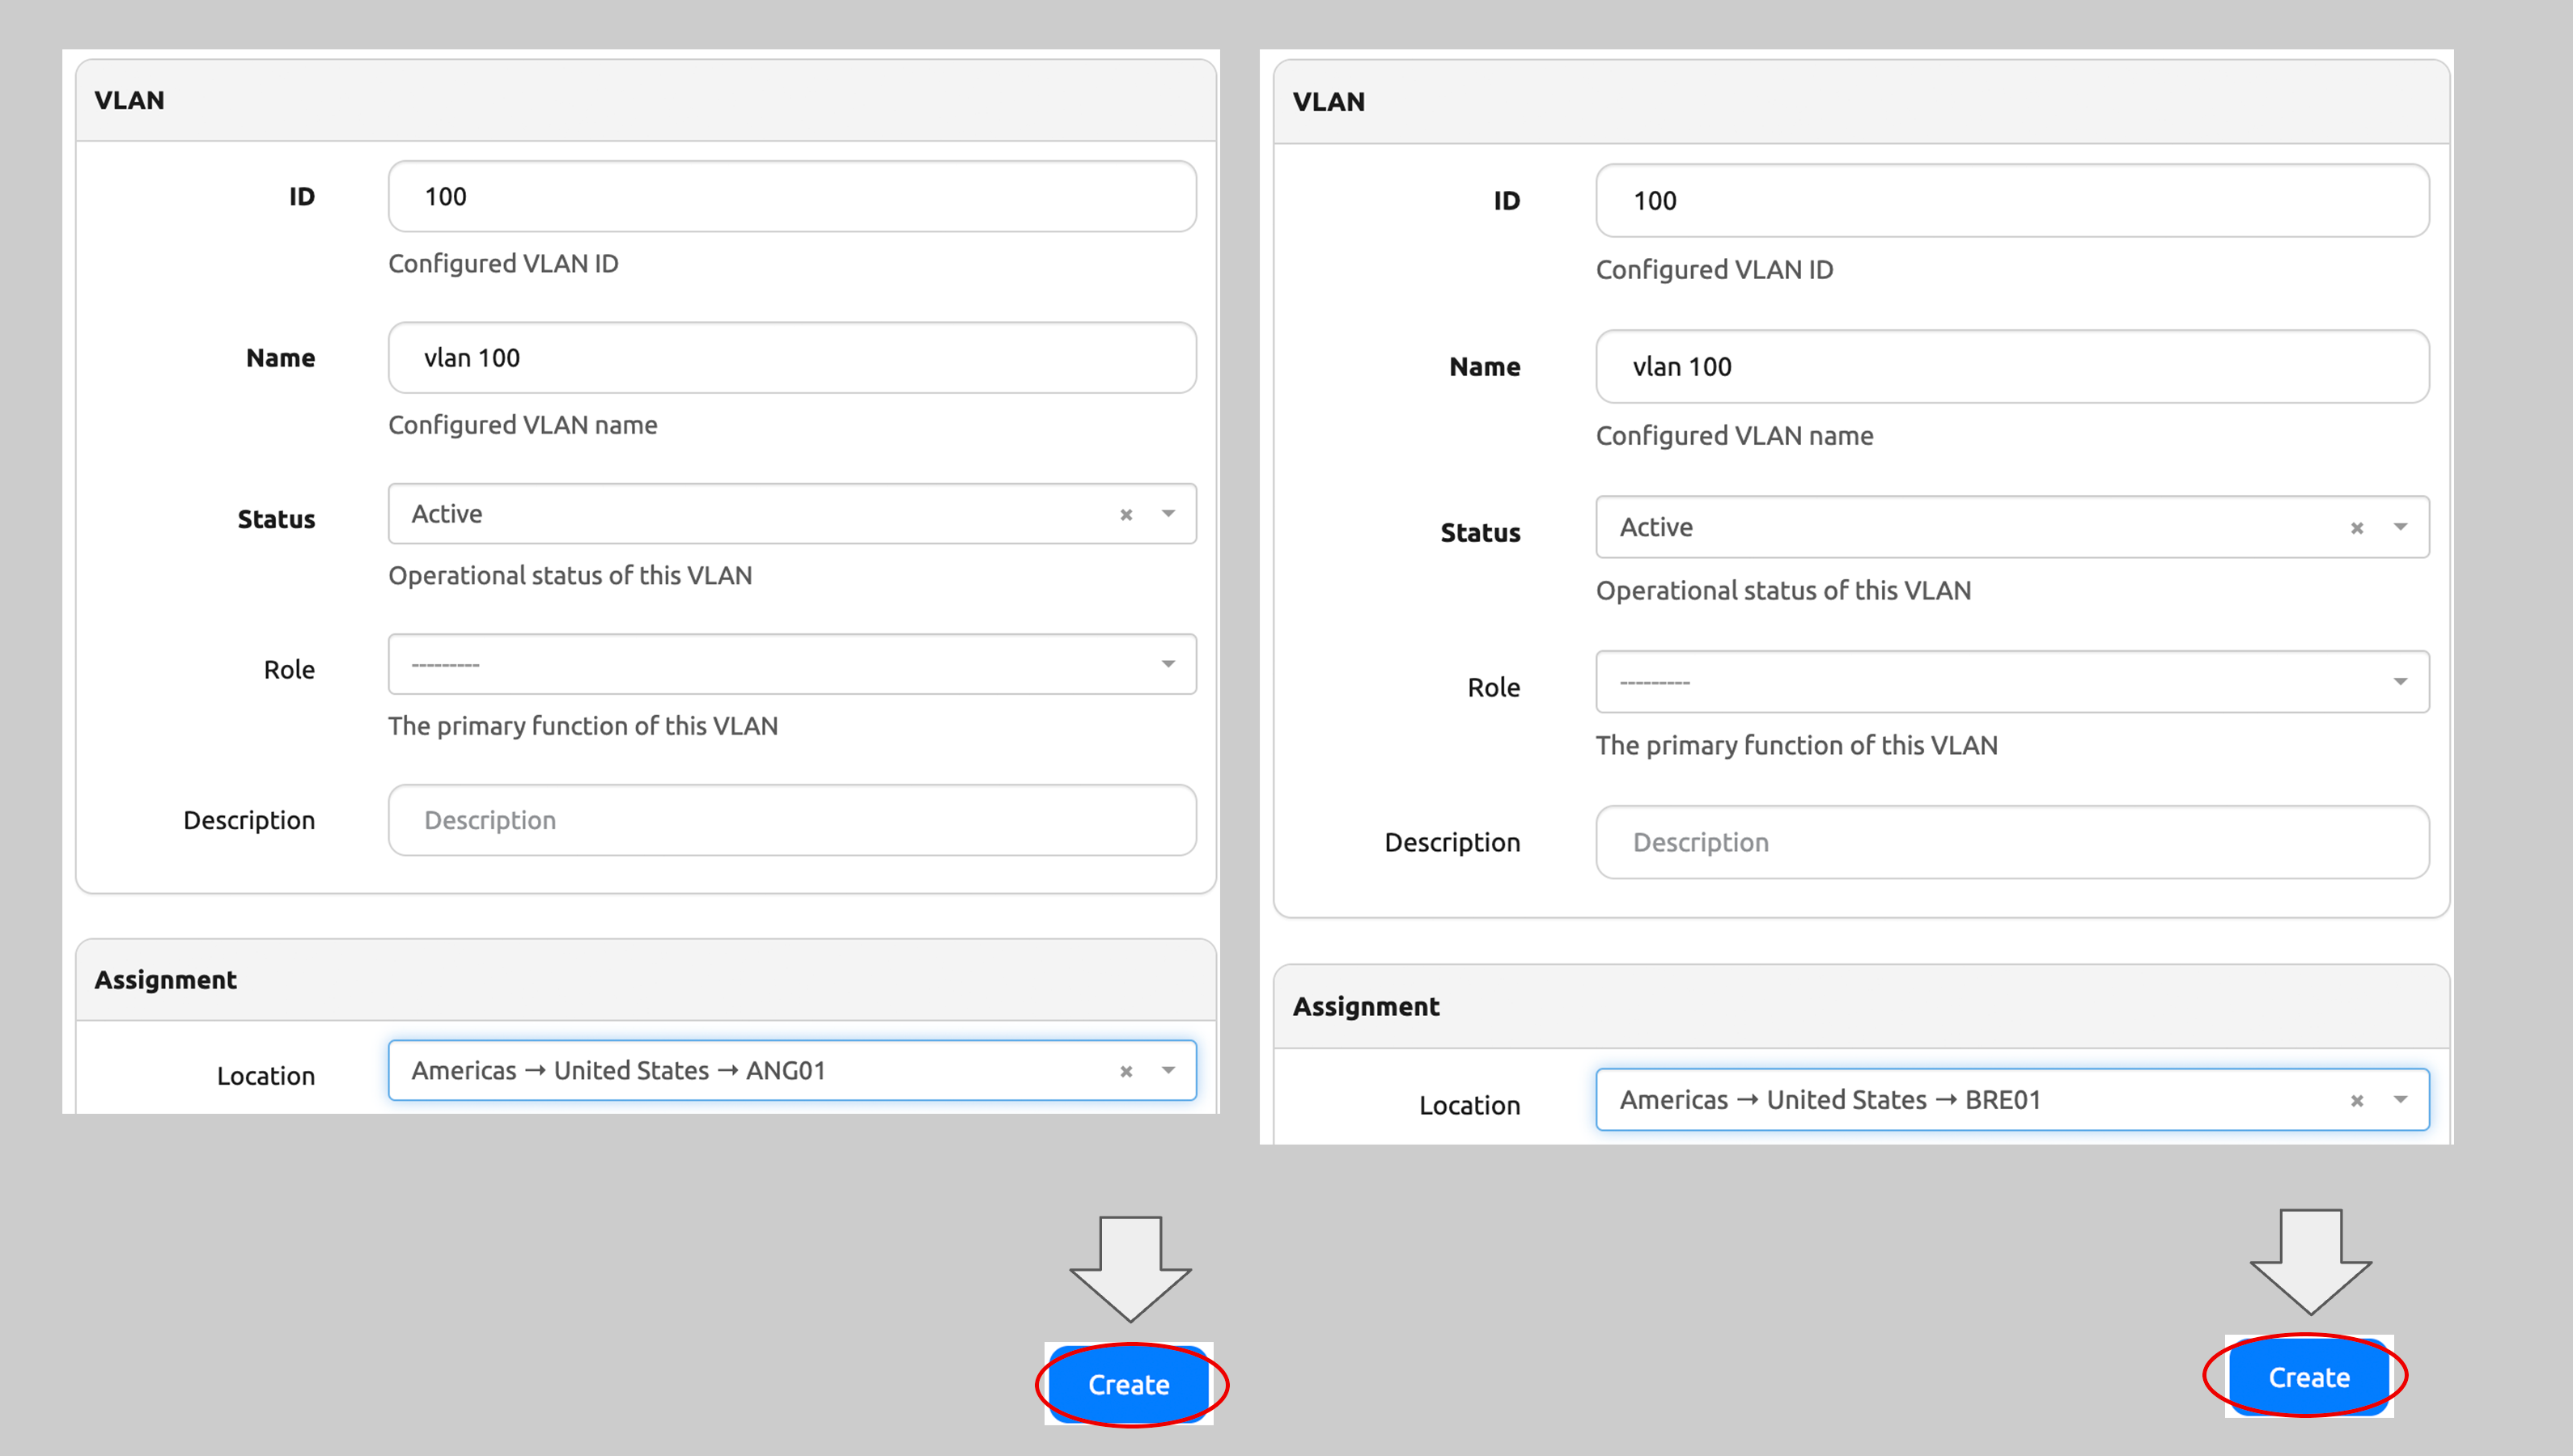 VLAN
ID
100
Configured VLAN ID
Name
vlan 100
Configured VLAN name
Status
Active
Operational status of this VLAN
Role
---------
The primary function of this VLAN
Description
Description
Assignment
Location
Americas → United States → ANG01
Create
VLAN
ID
100
Configured VLAN ID
Name
vlan 100
Configured VLAN name
Status
Active
Operational status of this VLAN
Role
---------
The primary function of this VLAN
Description
Description
Assignment
Location
Americas → United States → BRE01
Create